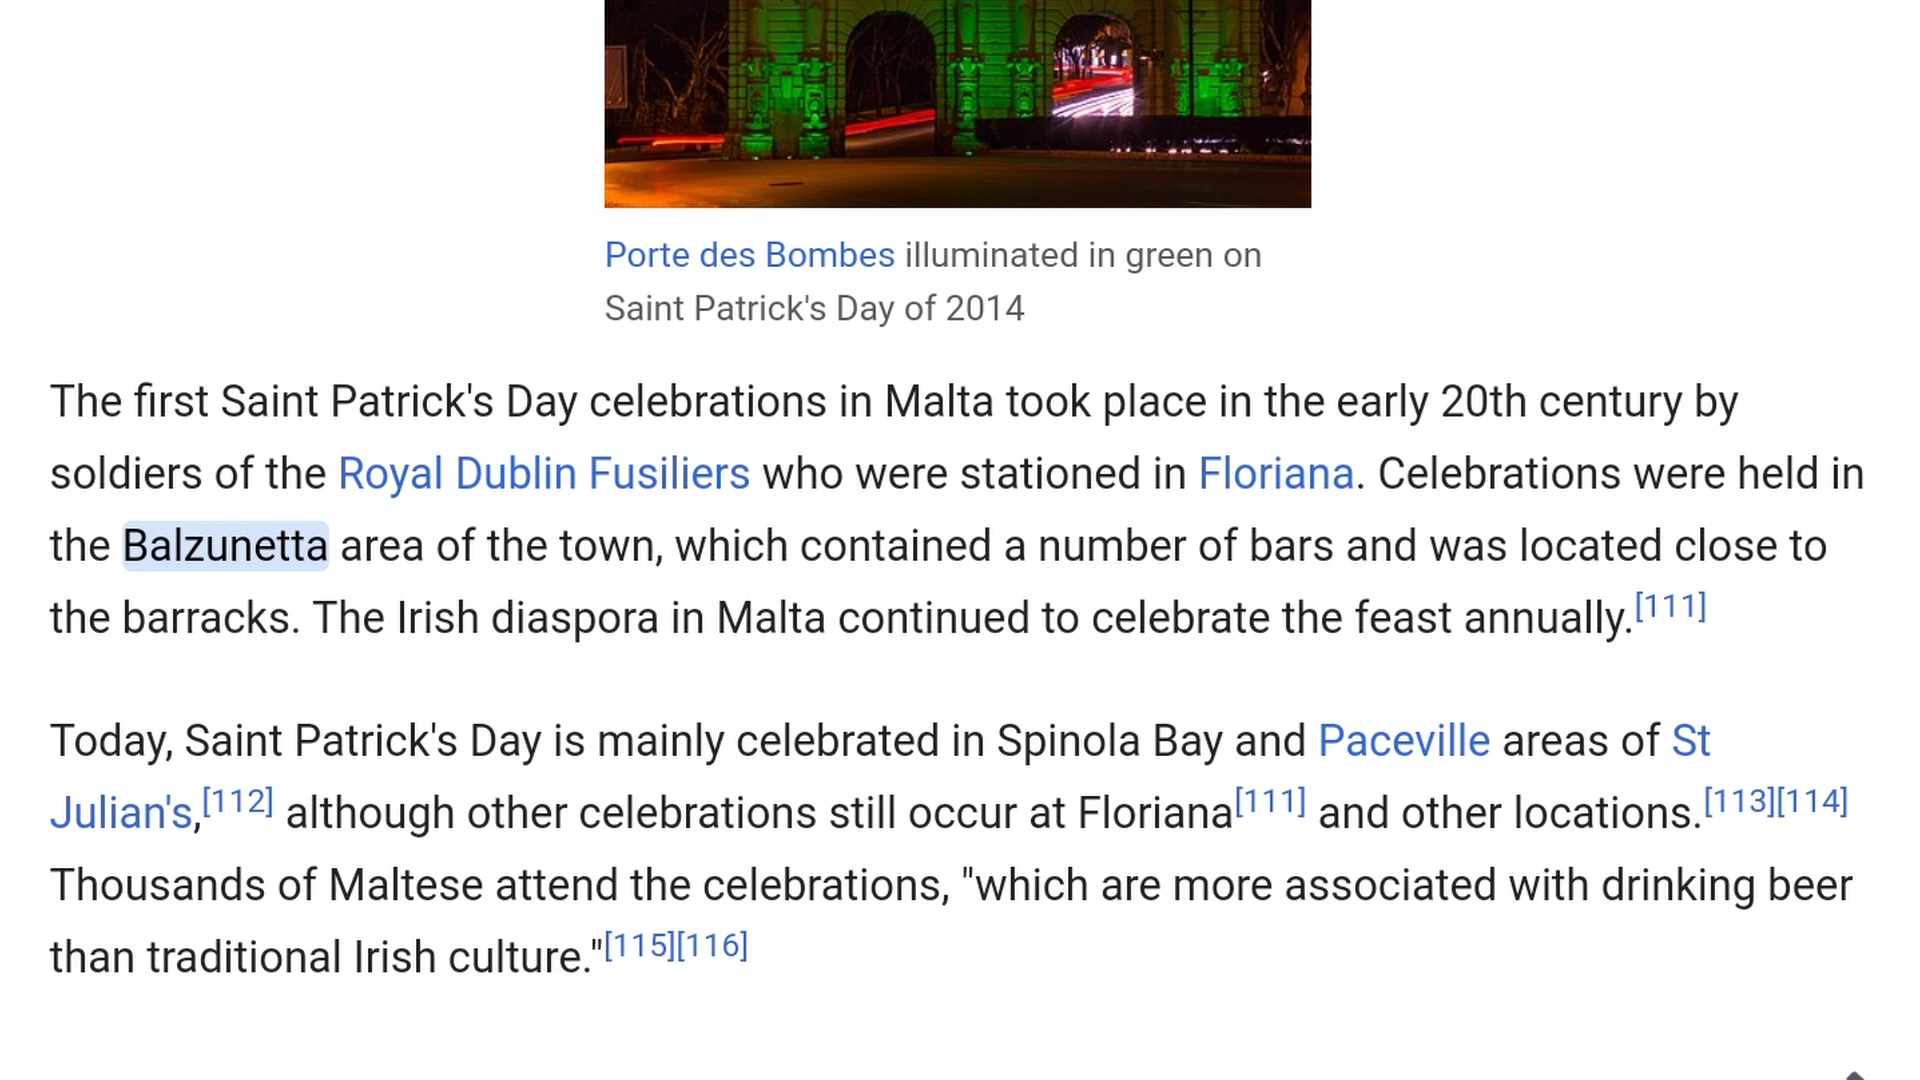 Porte des Bombes illuminated in green on
Saint Patrick's Day of 2014
The first Saint Patrick's Day celebrations in Malta took place in the early 20th century by
soldiers of the Royal Dublin Fusiliers who were stationed in Floriana. Celebrations were held in
the Balzunetta area of the town, which contained a number of bars and was located close to
the barracks. The Irish diaspora in Malta continued to celebrate the feast annually.[111]
Today, Saint Patrick's Day is mainly celebrated in Spinola Bay and Paceville areas of St
Julian's,[112] although other celebrations still occur at Floriana[111] and other locations.[113][114]
Thousands of Maltese attend the celebrations, "which are more associated with drinking beer
than traditional Irish culture."[115][116]